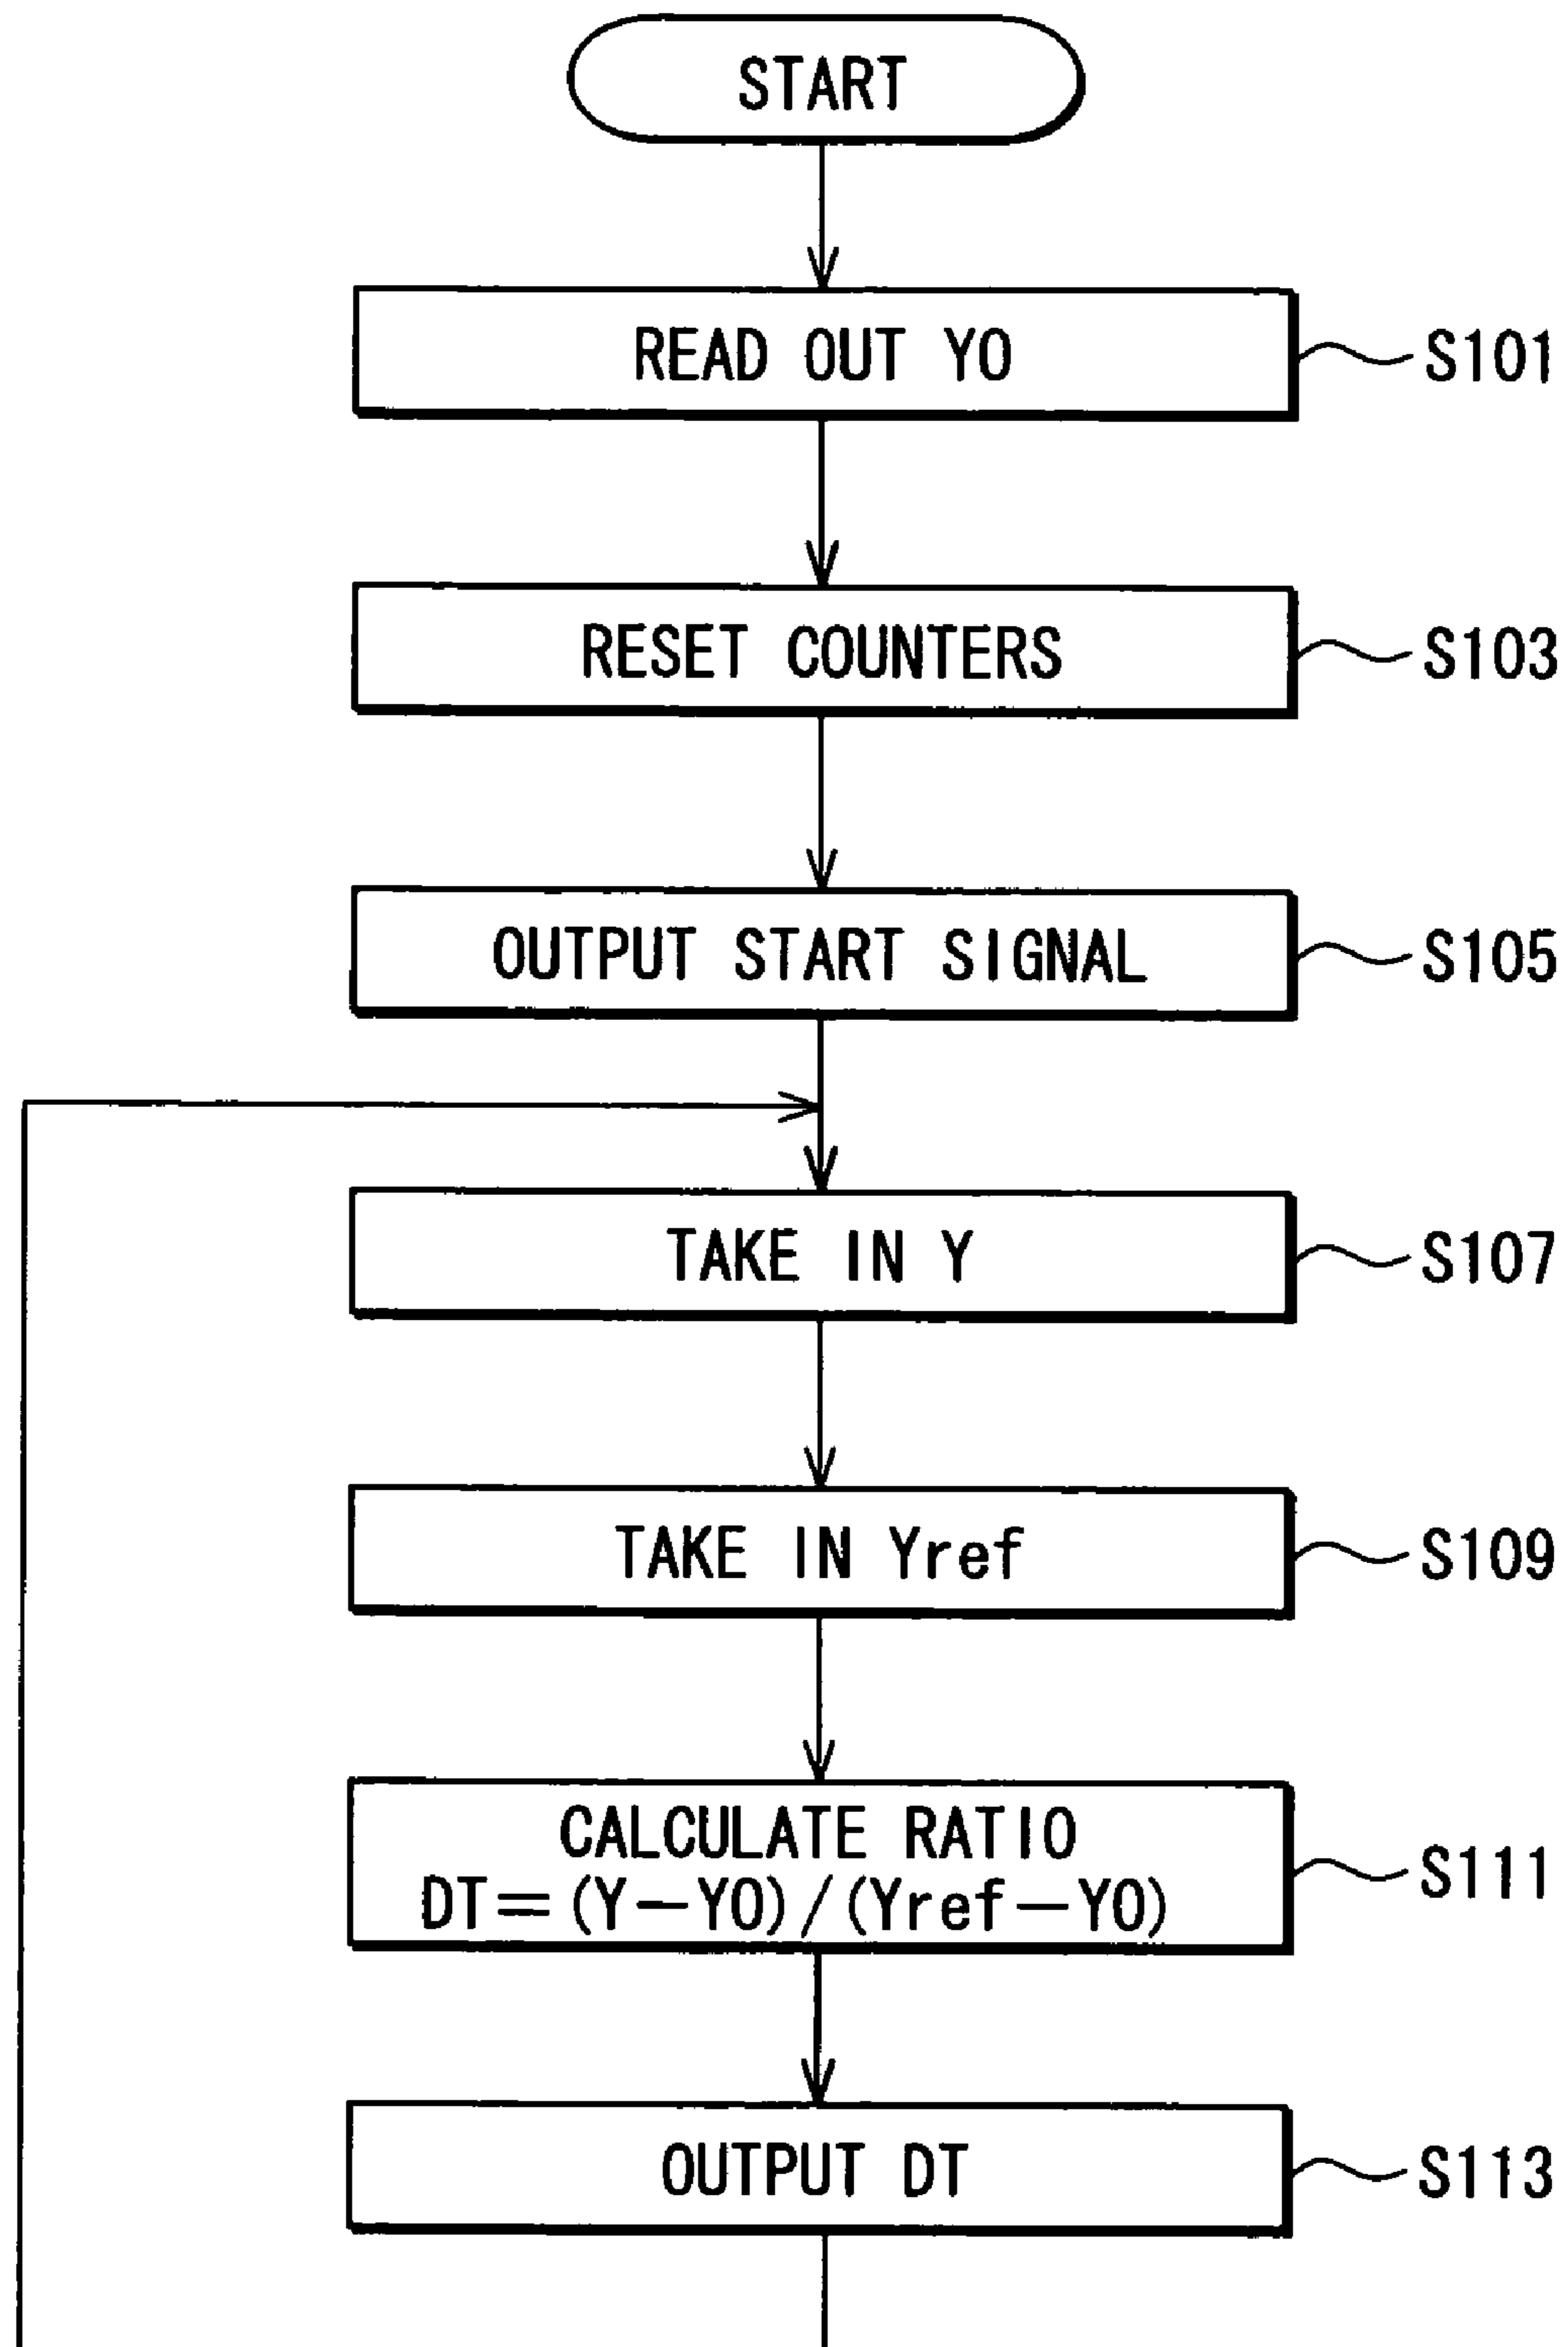 START
READ OUT Y0
S101
RESET COUNTERS
S103
OUTPUT START SIGNAL
S105
TAKE IN Y
S107
TAKE IN Yref
S109
CALCULATE RATIO
DT=(Y-Y0)/(Yref-Y0)
S111
OUTPUT DT
S113